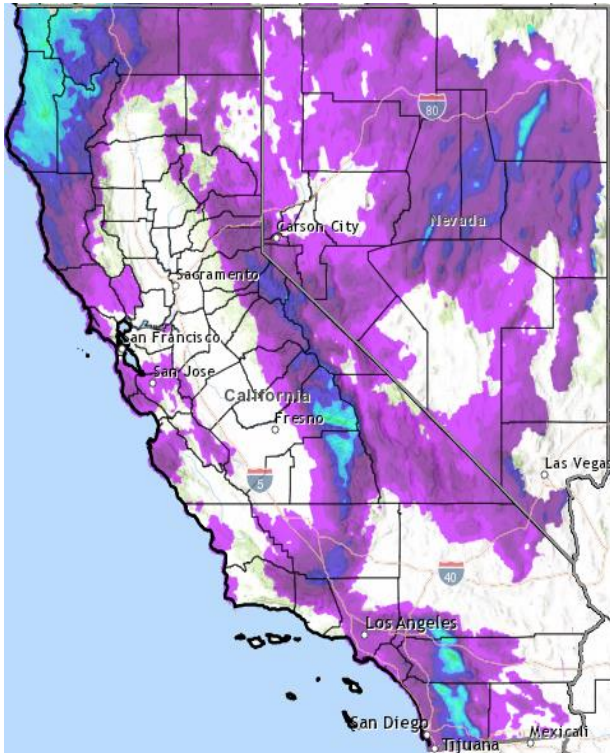 80
Nevada
Carson City
Sacramento
San Francisco
San Jose
California
Fresno
Las Vegas
5
40
Los Angeles
San Diego
Mexicali
Tijuana